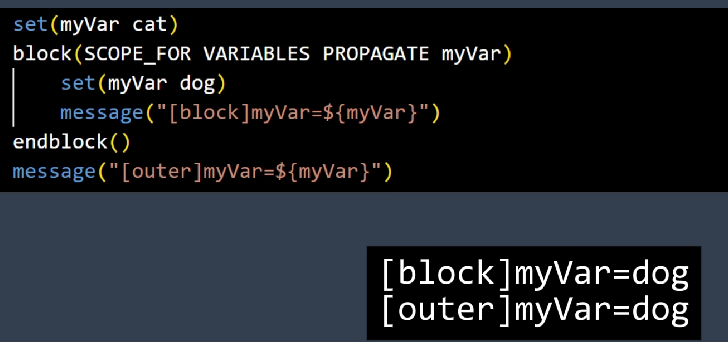 set(myVar cat)
block(SCOPE_FOR VARIABLES PROPAGATE myVar)
    set(myVar dog)
    message("[block]myVar=${myVar}")
endblock()
message("[outer]myVar=${myVar}")
[block]myVar=dog
[outer]myVar=dog